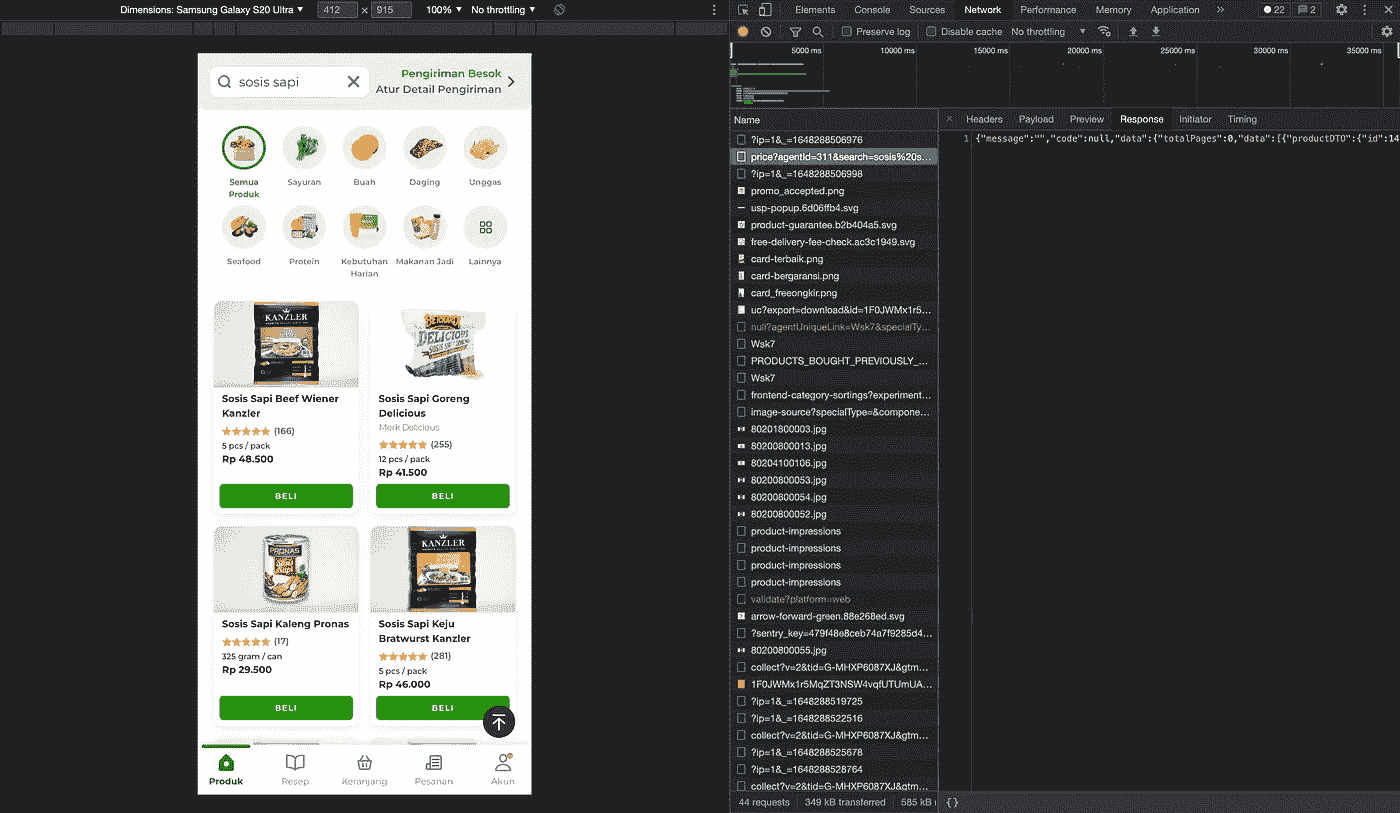 Dimensions: Samsung Galaxy S20 Ultra ▼ 412 × 915 100% ▼ No throttling ▼
Elements Console Sources Network Performance Memory Application » 22 2
Preserve log Disable cache No throttling ▼
5000 ms 10000 ms 15000 ms 20000 ms 25000 ms 30000 ms 35000 ms
sosis sapi
Pengiriman Besok
Atur Detail Pengiriman
Semua Produk
Sayuran
Buah
Daging
Unggas
Seafood
Protein
Kebutuhan Harian
Makanan Jadi
Lainnya
KANZLER
Sosis Sapi Beef Wiener
Kanzler
(166)
5 pcs / pack
Rp 48.500
BELI
BERNARDI
DELICIOUS
Sosis Sapi Goreng
Delicious
Merk Delicious
(255)
12 pcs / pack
Rp 41.500
BELI
PRONAS
Sosis Sapi Kaleng Pronas
(17)
325 gram / can
Rp 29.500
BELI
KANZLER
Sosis Sapi Keju
Bratwurst Kanzler
(281)
5 pcs / pack
Rp 46.000
BELI
Produk Resep Keranjang Pesanan Akun
Name
?ip=1&_=1648288506976
price?agentId=311&search=sosis%20s...
?ip=1&_=1648288506998
promo_accepted.png
usp-popup.6d06ffb4.svg
product-guarantee.b2b404a5.svg
free-delivery-fee-check.ac3c1949.svg
card-terbaik.png
card-bergaransi.png
card_freeongkir.png
uc?export=download&id=1F0JWMx1r5...
null?agentUniqueLink=Wsk7&specialTy...
Wsk7
PRODUCTS_BOUGHT_PREVIOUSLY_...
Wsk7
frontend-category-sortings?experiment...
image-source?specialType=&compone...
80201800003.jpg
80200800013.jpg
80204100106.jpg
80200800053.jpg
80200800054.jpg
80200800052.jpg
product-impressions
product-impressions
product-impressions
product-impressions
validate?platform=web
arrow-forward-green.88e268ed.svg
?sentry_key=479f48e8ceb74a7f9285d4...
80200800055.jpg
collect?v=2&tid=G-MHXP6087XJ&gtm...
1F0JWMx1r5MqZT3NSW4vqfUTUmUA...
?ip=1&_=1648288519725
?ip=1&_=1648288522516
collect?v=2&tid=G-MHXP6087XJ&gtm...
?ip=1&_=1648288525678
?ip=1&_=1648288528764
collect?v=2&tid=G-MHXP6087XJ&gtm...
44 requests 349 kB transferred 585 kB
× Headers Payload Preview Response Initiator Timing
1 {"message":"","code":null,"data":{"totalPages":0,"data":[{"productDTO":{"id":14
{}